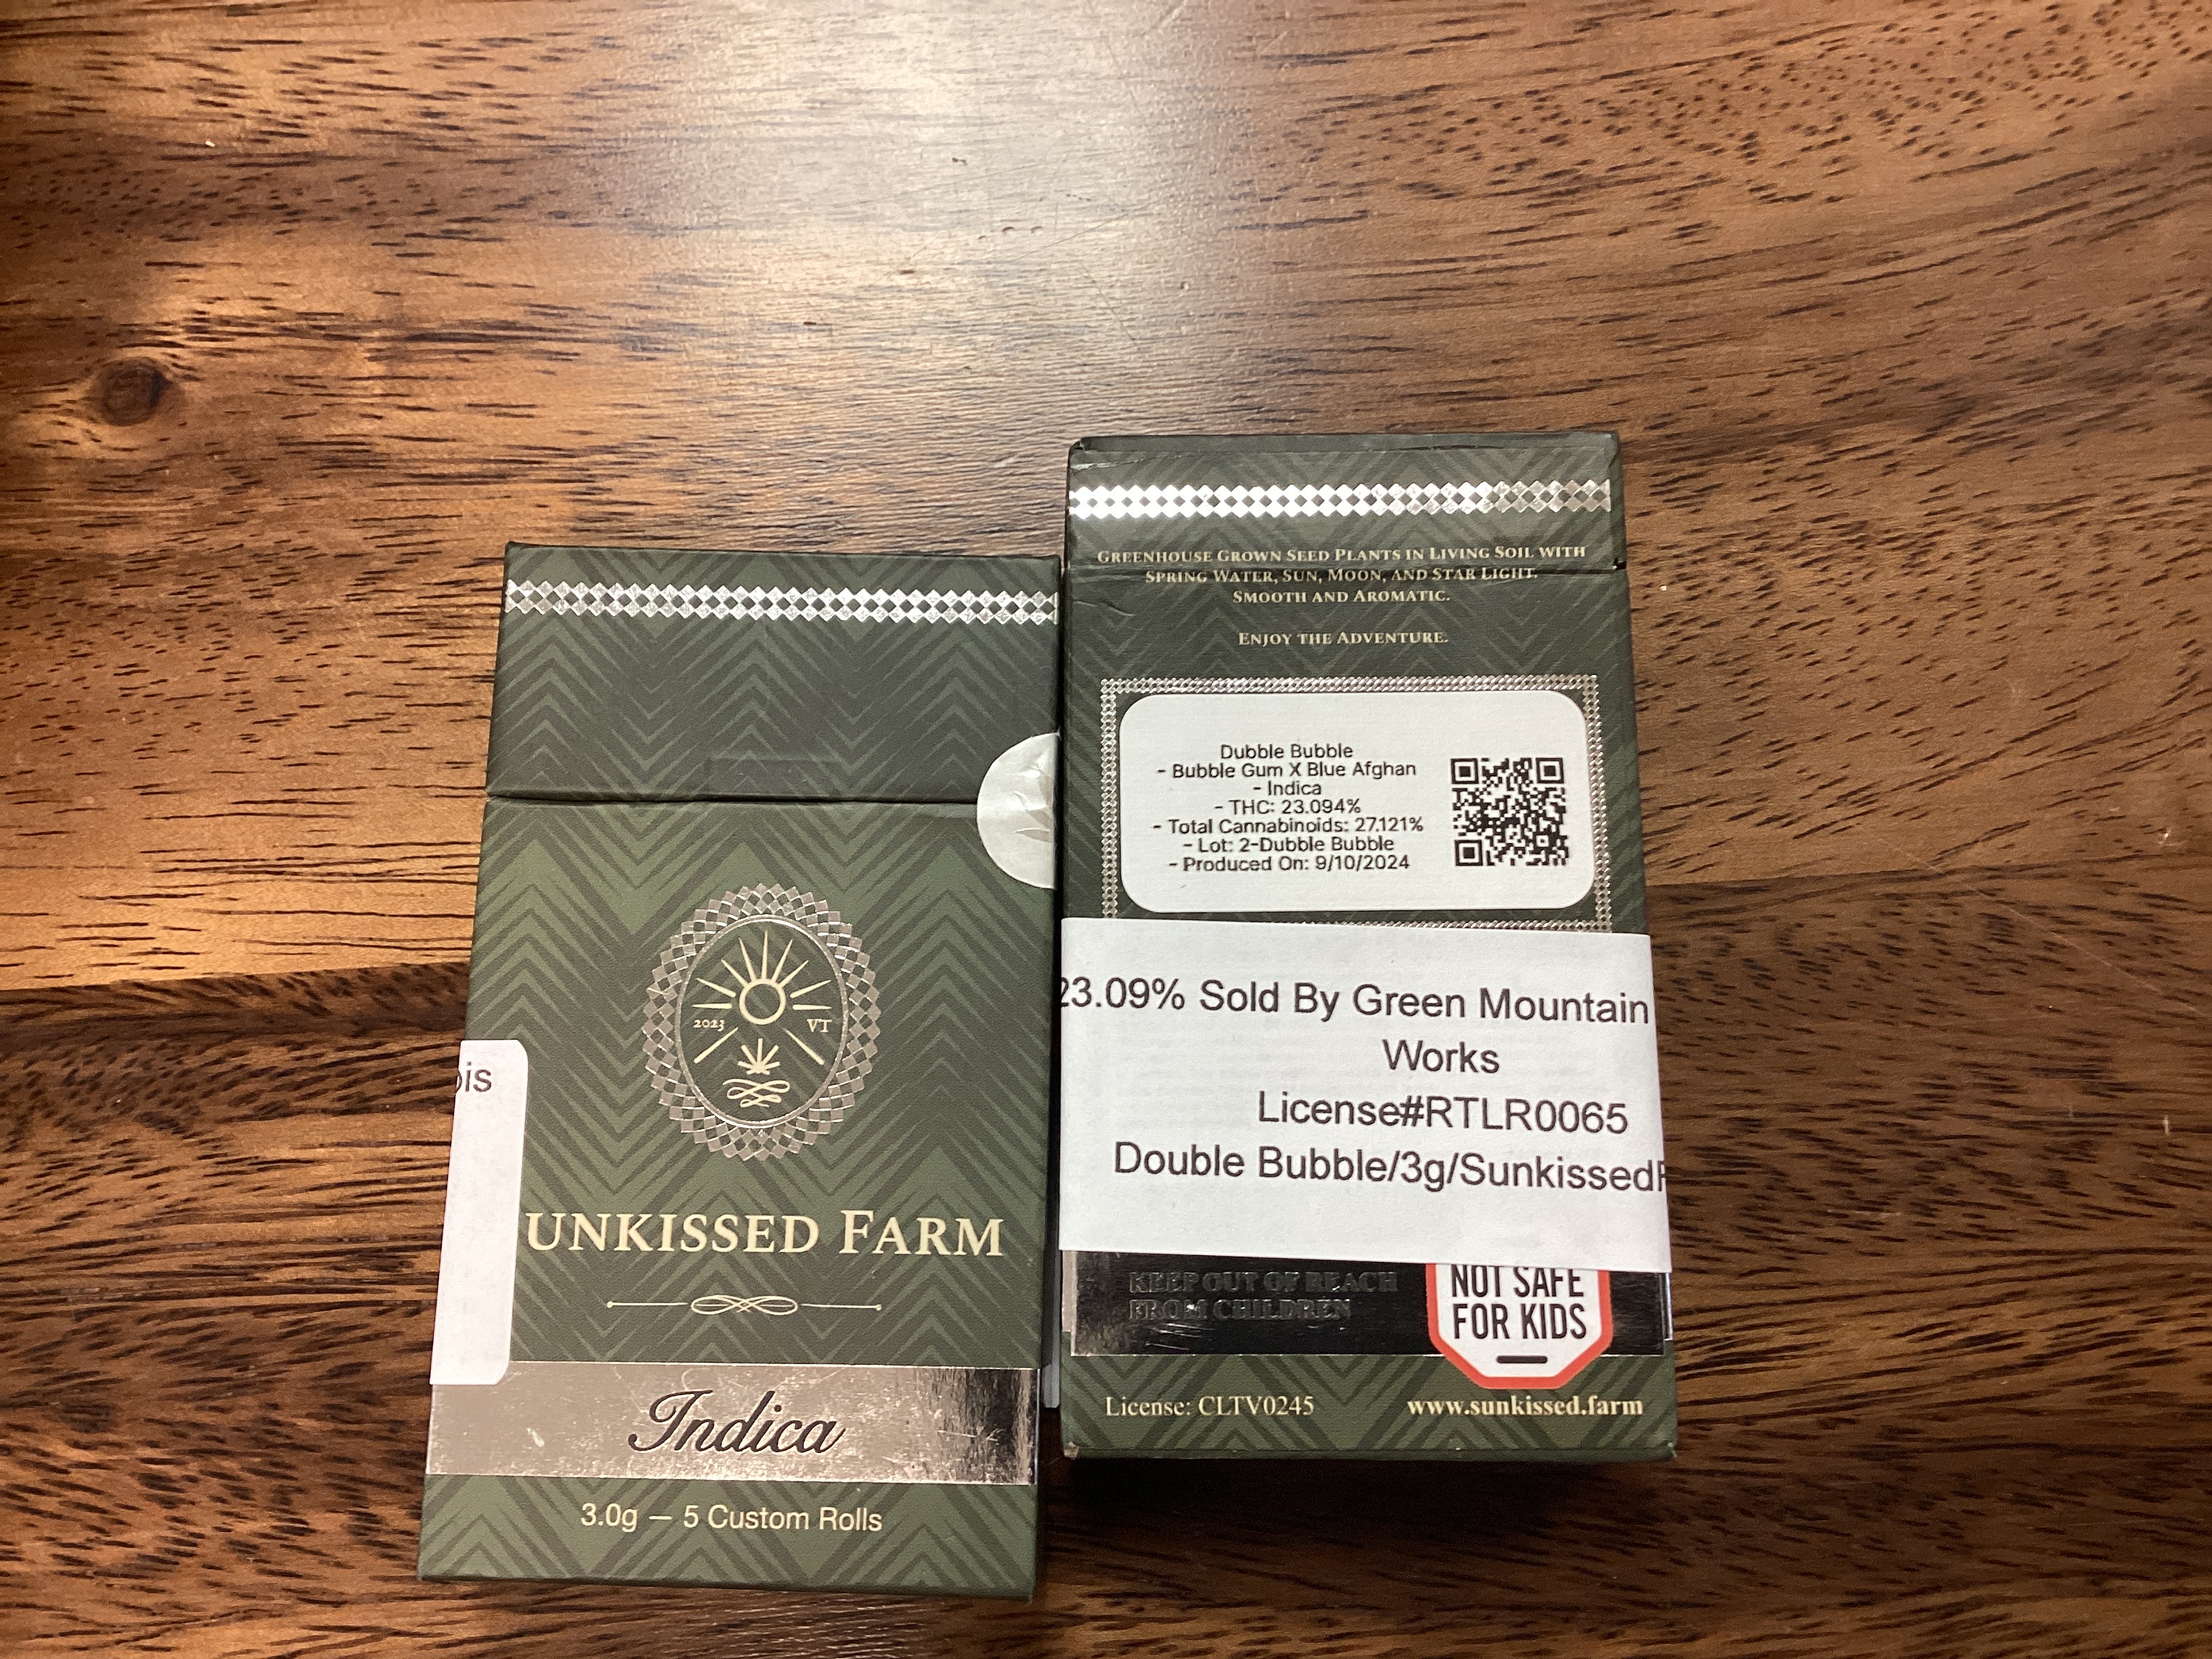 2023 VT
UNKISSED FARM
Indica
3.0g — 5 Custom Rolls
GREENHOUSE GROWN SEED PLANTS IN LIVING SOIL WITH
SPRING WATER, SUN, MOON, AND STAR LIGHT.
SMOOTH AND AROMATIC.
ENJOY THE ADVENTURE.
Dubble Bubble
- Bubble Gum X Blue Afghan
- Indica
- THC: 23.094%
- Total Cannabinoids: 27.121%
- Lot: 2-Dubble Bubble
- Produced On: 9/10/2024
23.09% Sold By Green Mountain
Works
License#RTLR0065
Double Bubble/3g/SunkissedF
KEEP OUT OF REACH
FROM CHILDREN
NOT SAFE
FOR KIDS
License: CLTV0245
www.sunkissed.farm